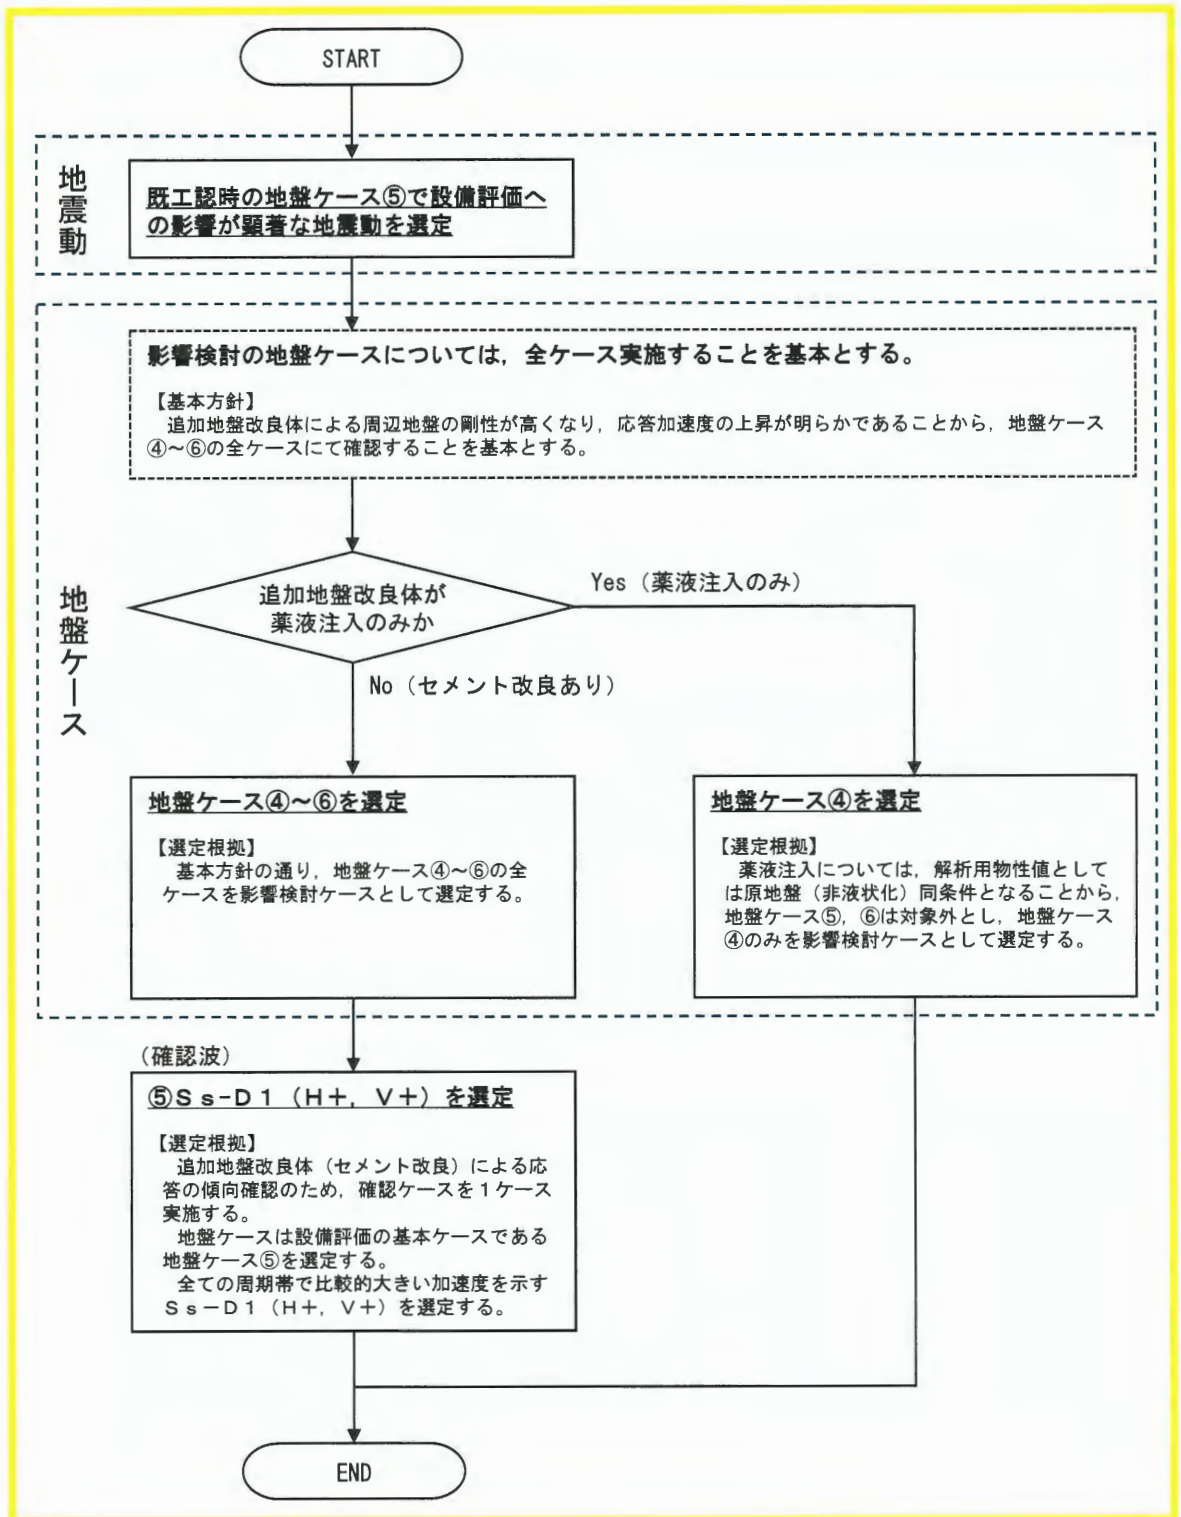 START
地震動
既工認時の地盤ケース⑤で設備評価へ
の影響が顕著な地震動を選定
地盤ケース
影響検討の地盤ケースについては，全ケース実施することを基本とする。
【基本方針】
追加地盤改良体による周辺地盤の剛性が高くなり，応答加速度の上昇が明らかであることから，地盤ケース
④～⑥の全ケースにて確認することを基本とする。
追加地盤改良体が
薬液注入のみか
Yes（薬液注入のみ）
No（セメント改良あり）
地盤ケース④～⑥を選定
【選定根拠】
基本方針の通り，地盤ケース④～⑥の全
ケースを影響検討ケースとして選定する。
地盤ケース④を選定
【選定根拠】
薬液注入については，解析用物性値として
は原地盤（非液状化）同条件となることから，
地盤ケース⑤，⑥は対象外とし，地盤ケース
④のみを影響検討ケースとして選定する。
（確認波）
⑤Ｓｓ-Ｄ１（Ｈ＋，Ｖ＋）を選定
【選定根拠】
追加地盤改良体（セメント改良）による応
答の傾向確認のため，確認ケースを１ケース
実施する。
地盤ケースは設備評価の基本ケースである
地盤ケース⑤を選定する。
全ての周期帯で比較的大きい加速度を示す
Ｓｓ－Ｄ１（Ｈ＋，Ｖ＋）を選定する。
END